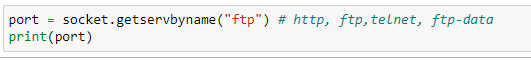 port = socket.getservbyname("ftp") # http, ftp,telnet, ftp-data
print(port)